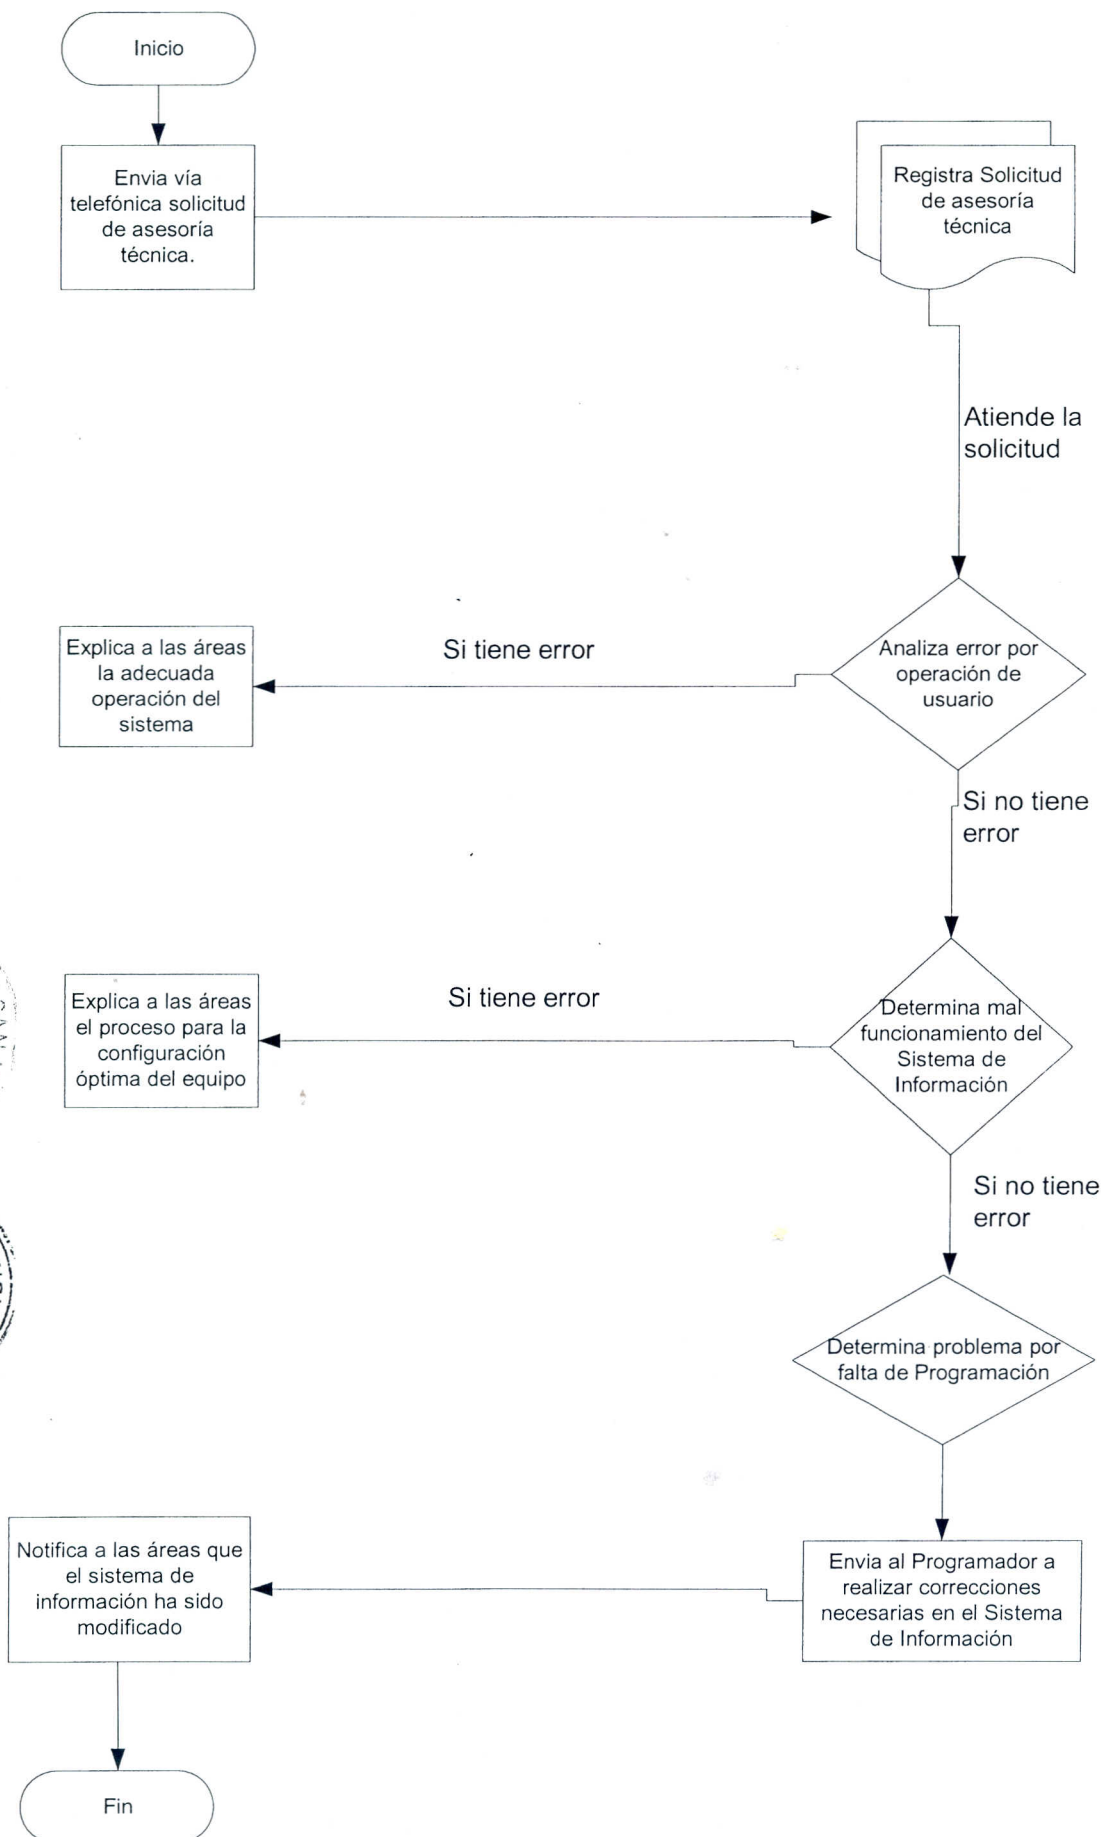 Inicio
Envia vía
telefónica solicitud
de asesoría
técnica.
Registra Solicitud
de asesoría
técnica
Atiende la
solicitud
Analiza error por
operación de
usuario
Si tiene error
Explica a las áreas
la adecuada
operación del
sistema
Si no tiene
error
Determina mal
funcionamiento del
Sistema de
Información
Si tiene error
Explica a las áreas
el proceso para la
configuración
óptima del equipo
Si no tiene
error
Determina problema por
falta de Programación
Envia al Programador a
realizar correcciones
necesarias en el Sistema
de Información
Notifica a las áreas que
el sistema de
información ha sido
modificado
Fin